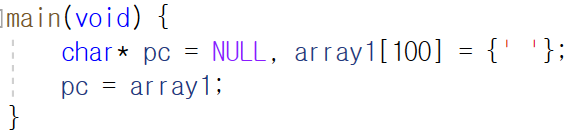 main(void) {
char* pc = NULL, array1[100] = {' '};
pc = array1;
}